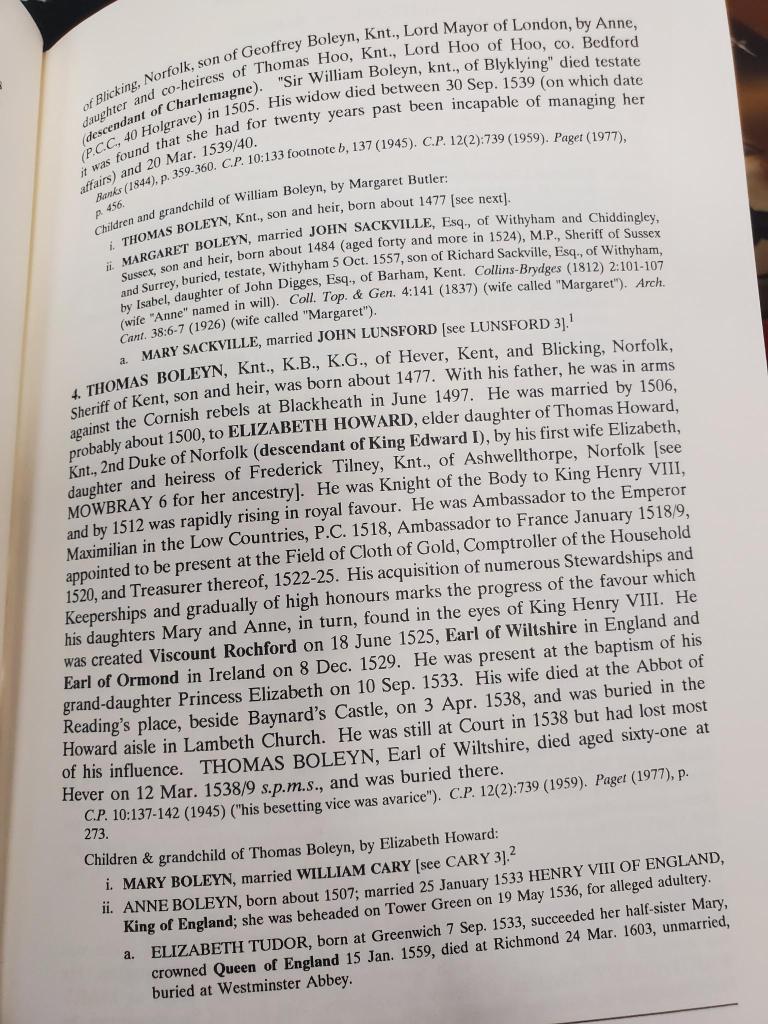 of Blicking, Norfolk, son of Geoffrey Boleyn, Knt., Lord Mayor of London, by Anne,
daughter and co-heiress of Thomas Hoo, Knt., Lord Hoo of Hoo, co. Bedford
(descendant of Charlemagne). "Sir William Boleyn, knt., of Blyklying" died testate
(P.C.C., 40 Holgrave) in 1505. His widow died between 30 Sep. 1539 (on which date
it was found that she had for twenty years past been incapable of managing her
affairs) and 20 Mar. 1539/40.
Banks (1844), p. 359-360. C.P. 10:133 footnote b, 137 (1945). C.P. 12(2):739 (1959). Paget (1977),
p. 456.
Children and grandchild of William Boleyn, by Margaret Butler:
i. THOMAS BOLEYN, Knt., son and heir, born about 1477 [see next].
ii. MARGARET BOLEYN, married JOHN SACKVILLE, Esq., of Withyham and Chiddingley,
Sussex, son and heir, born about 1484 (aged forty and more in 1524), M.P., Sheriff of Sussex
and Surrey, buried, testate, Withyham 5 Oct. 1557, son of Richard Sackville, Esq., of Withyham,
by Isabel, daughter of John Digges, Esq., of Barham, Kent. Collins-Brydges (1812) 2:101-107
(wife "Anne" named in will). Coll. Top. & Gen. 4:141 (1837) (wife called "Margaret"). Arch.
Cant. 38:6-7 (1926) (wife called "Margaret").
a. MARY SACKVILLE, married JOHN LUNSFORD [see LUNSFORD 3].1
4. THOMAS BOLEYN, Knt., K.B., K.G., of Hever, Kent, and Blicking, Norfolk,
Sheriff of Kent, son and heir, was born about 1477. With his father, he was in arms
against the Cornish rebels at Blackheath in June 1497. He was married by 1506,
probably about 1500, to ELIZABETH HOWARD, elder daughter of Thomas Howard,
Knt., 2nd Duke of Norfolk (descendant of King Edward I), by his first wife Elizabeth,
daughter and heiress of Frederick Tilney, Knt., of Ashwellthorpe, Norfolk [see
MOWBRAY 6 for her ancestry]. He was Knight of the Body to King Henry VIII,
and by 1512 was rapidly rising in royal favour. He was Ambassador to the Emperor
Maximilian in the Low Countries, P.C. 1518, Ambassador to France January 1518/9,
appointed to be present at the Field of Cloth of Gold, Comptroller of the Household
1520, and Treasurer thereof, 1522-25. His acquisition of numerous Stewardships and
Keeperships and gradually of high honours marks the progress of the favour which
his daughters Mary and Anne, in turn, found in the eyes of King Henry VIII. He
was created Viscount Rochford on 18 June 1525, Earl of Wiltshire in England and
Earl of Ormond in Ireland on 8 Dec. 1529. He was present at the baptism of his
grand-daughter Princess Elizabeth on 10 Sep. 1533. His wife died at the Abbot of
Reading's place, beside Baynard's Castle, on 3 Apr. 1538, and was buried in the
Howard aisle in Lambeth Church. He was still at Court in 1538 but had lost most
of his influence. THOMAS BOLEYN, Earl of Wiltshire, died aged sixty-one at
Hever on 12 Mar. 1538/9 s.p.m.s., and was buried there.
C.P. 10:137-142 (1945) ("his besetting vice was avarice"). C.P. 12(2):739 (1959). Paget (1977), p.
273.
Children & grandchild of Thomas Boleyn, by Elizabeth Howard:
i. MARY BOLEYN, married WILLIAM CARY [see CARY 3].2
ii. ANNE BOLEYN, born about 1507; married 25 January 1533 HENRY VIII OF ENGLAND,
King of England; she was beheaded on Tower Green on 19 May 1536, for alleged adultery.
a. ELIZABETH TUDOR, born at Greenwich 7 Sep. 1533, succeeded her half-sister Mary,
crowned Queen of England 15 Jan. 1559, died at Richmond 24 Mar. 1603, unmarried,
buried at Westminster Abbey.